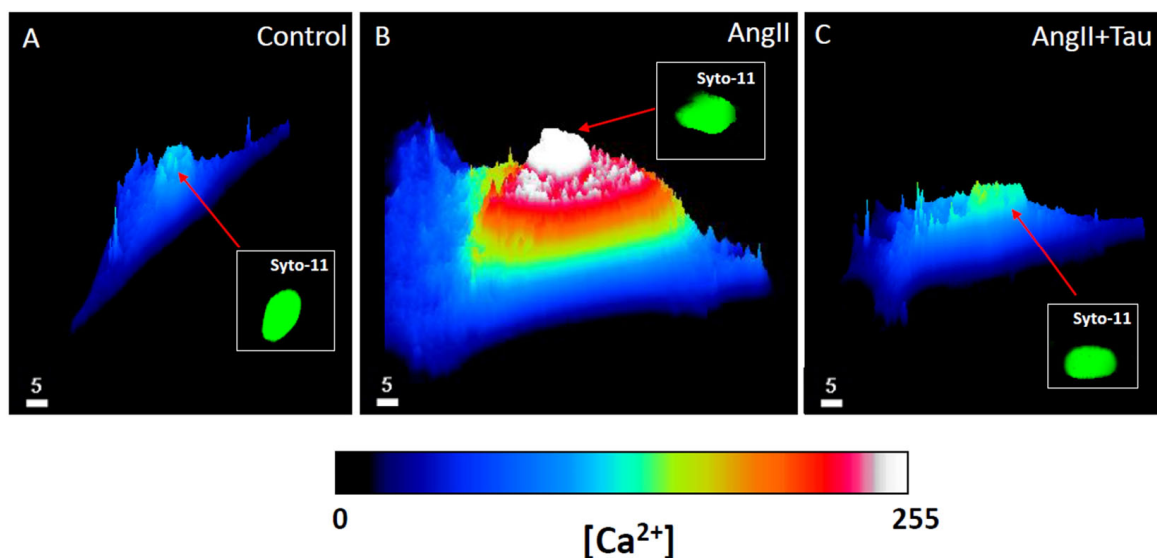 A
Control
Syto-11
5
B
AngII
Syto-11
5
C
AngII+Tau
Syto-11
5
0
255
[Ca²⁺]